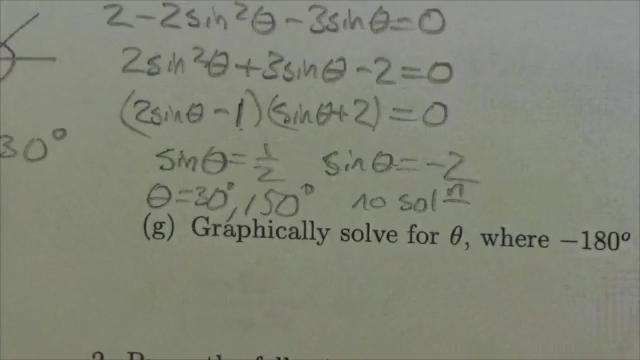 2 - 2sin²θ - 3sinθ = 0
2sin²θ + 3sinθ - 2 = 0
(2sinθ - 1)(sinθ + 2) = 0
30°
sinθ = 1/2 sinθ = -2
θ = 30°, 150° no solⁿ
(g) Graphically solve for θ, where −180°